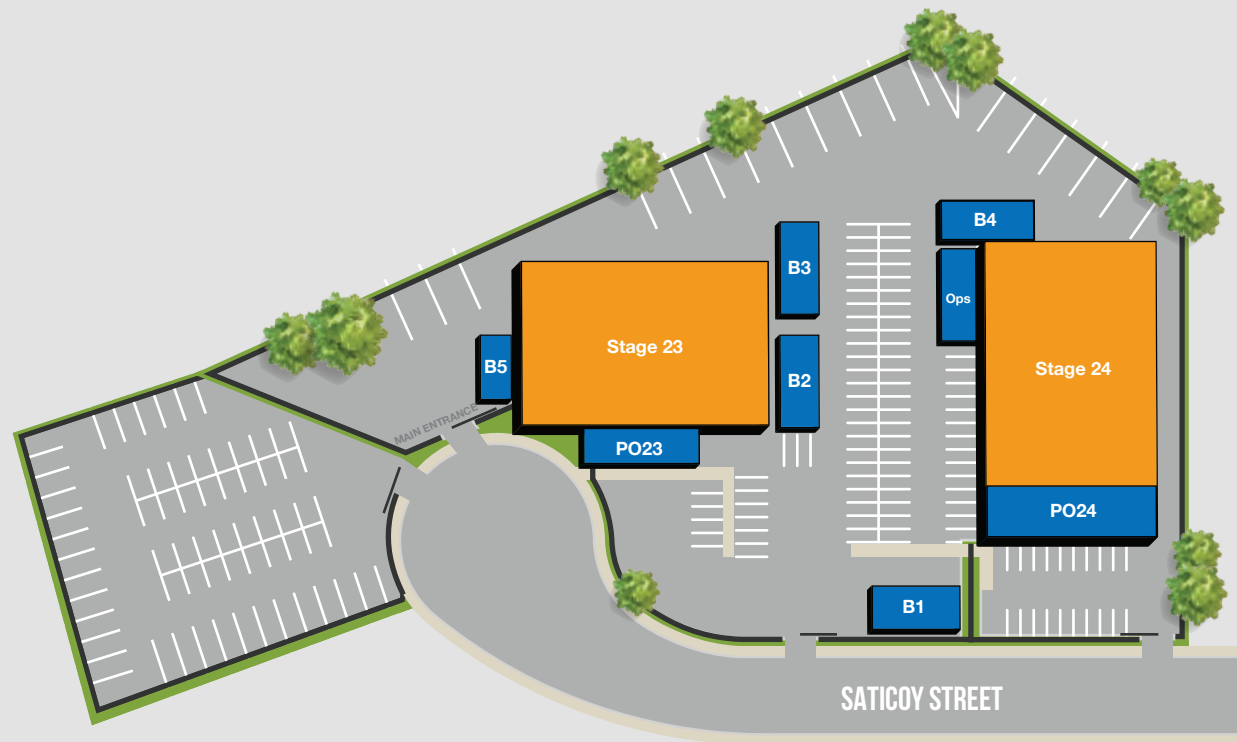 B4
B3
Ops
Stage 23
B5
Stage 24
B2
MAIN ENTRANCE
PO23
PO24
B1
SATICOY STREET